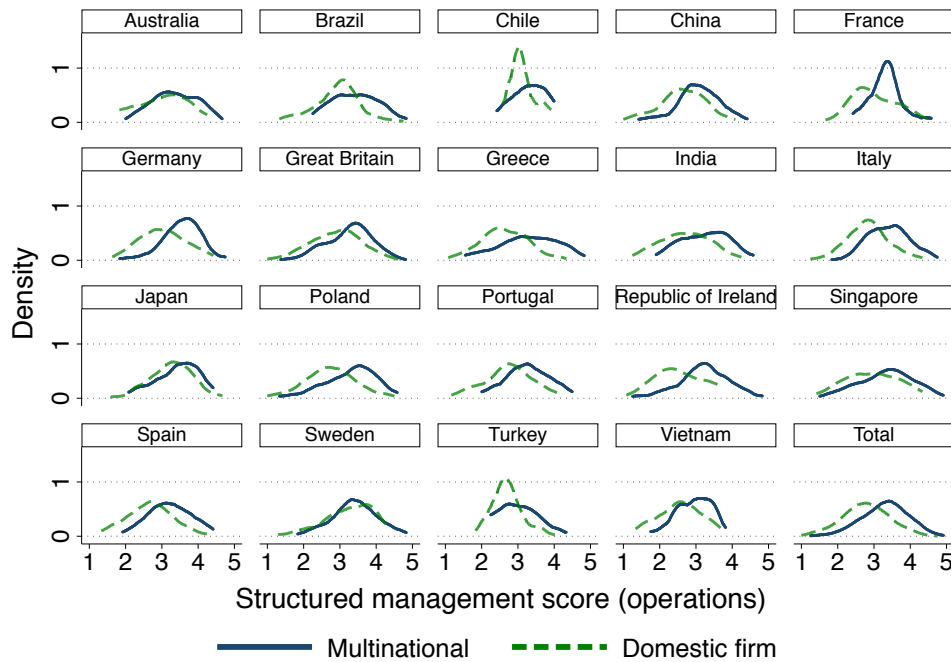 Australia Brazil Chile China France
1
0
Germany Great Britain Greece India Italy
1
0
Japan Poland Portugal Republic of Ireland Singapore
1
0
Spain Sweden Turkey Vietnam Total
1
0
Density
1 2 3 4 5 1 2 3 4 5 1 2 3 4 5 1 2 3 4 5 1 2 3 4 5
Structured management score (operations)
Multinational Domestic firm